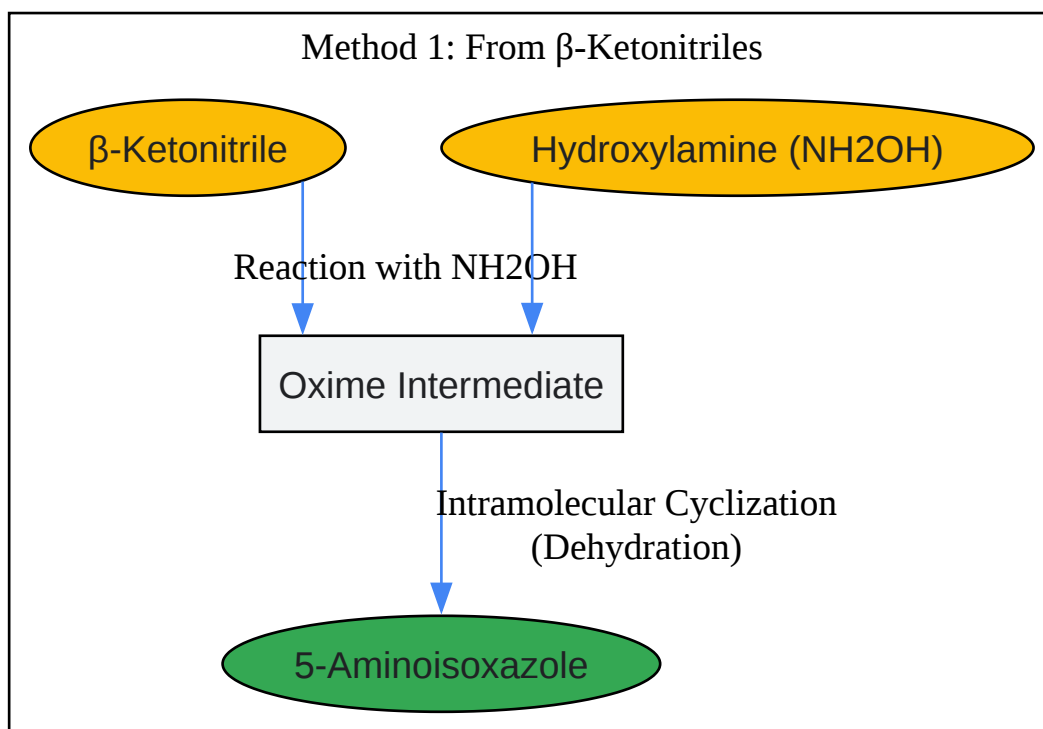 Method 1: From β-Ketonitriles
β-Ketonitrile
Hydroxylamine (NH2OH)
Reaction with NH2OH
Oxime Intermediate
Intramolecular Cyclization
(Dehydration)
5-Aminoisoxazole